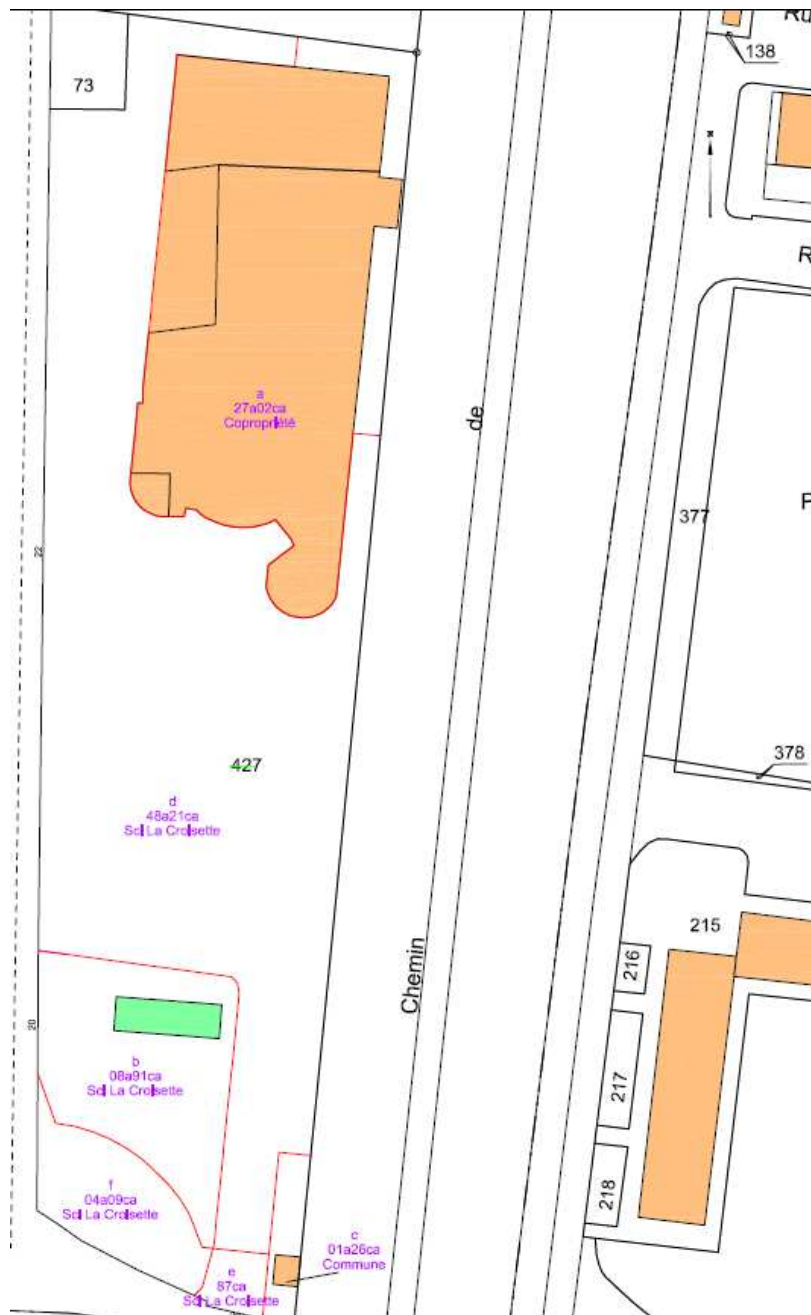 138
73
a
27a02ca
Copropriété
de
377
22
378
427
d
48a21ca
Sci La Croisette
215
216
Chemin
20
b
08a91ca
Sci La Croisette
217
f
04a09ca
Sci La Croisette
218
c
01a26ca
Commune
e
87ca
Sci La Croisette